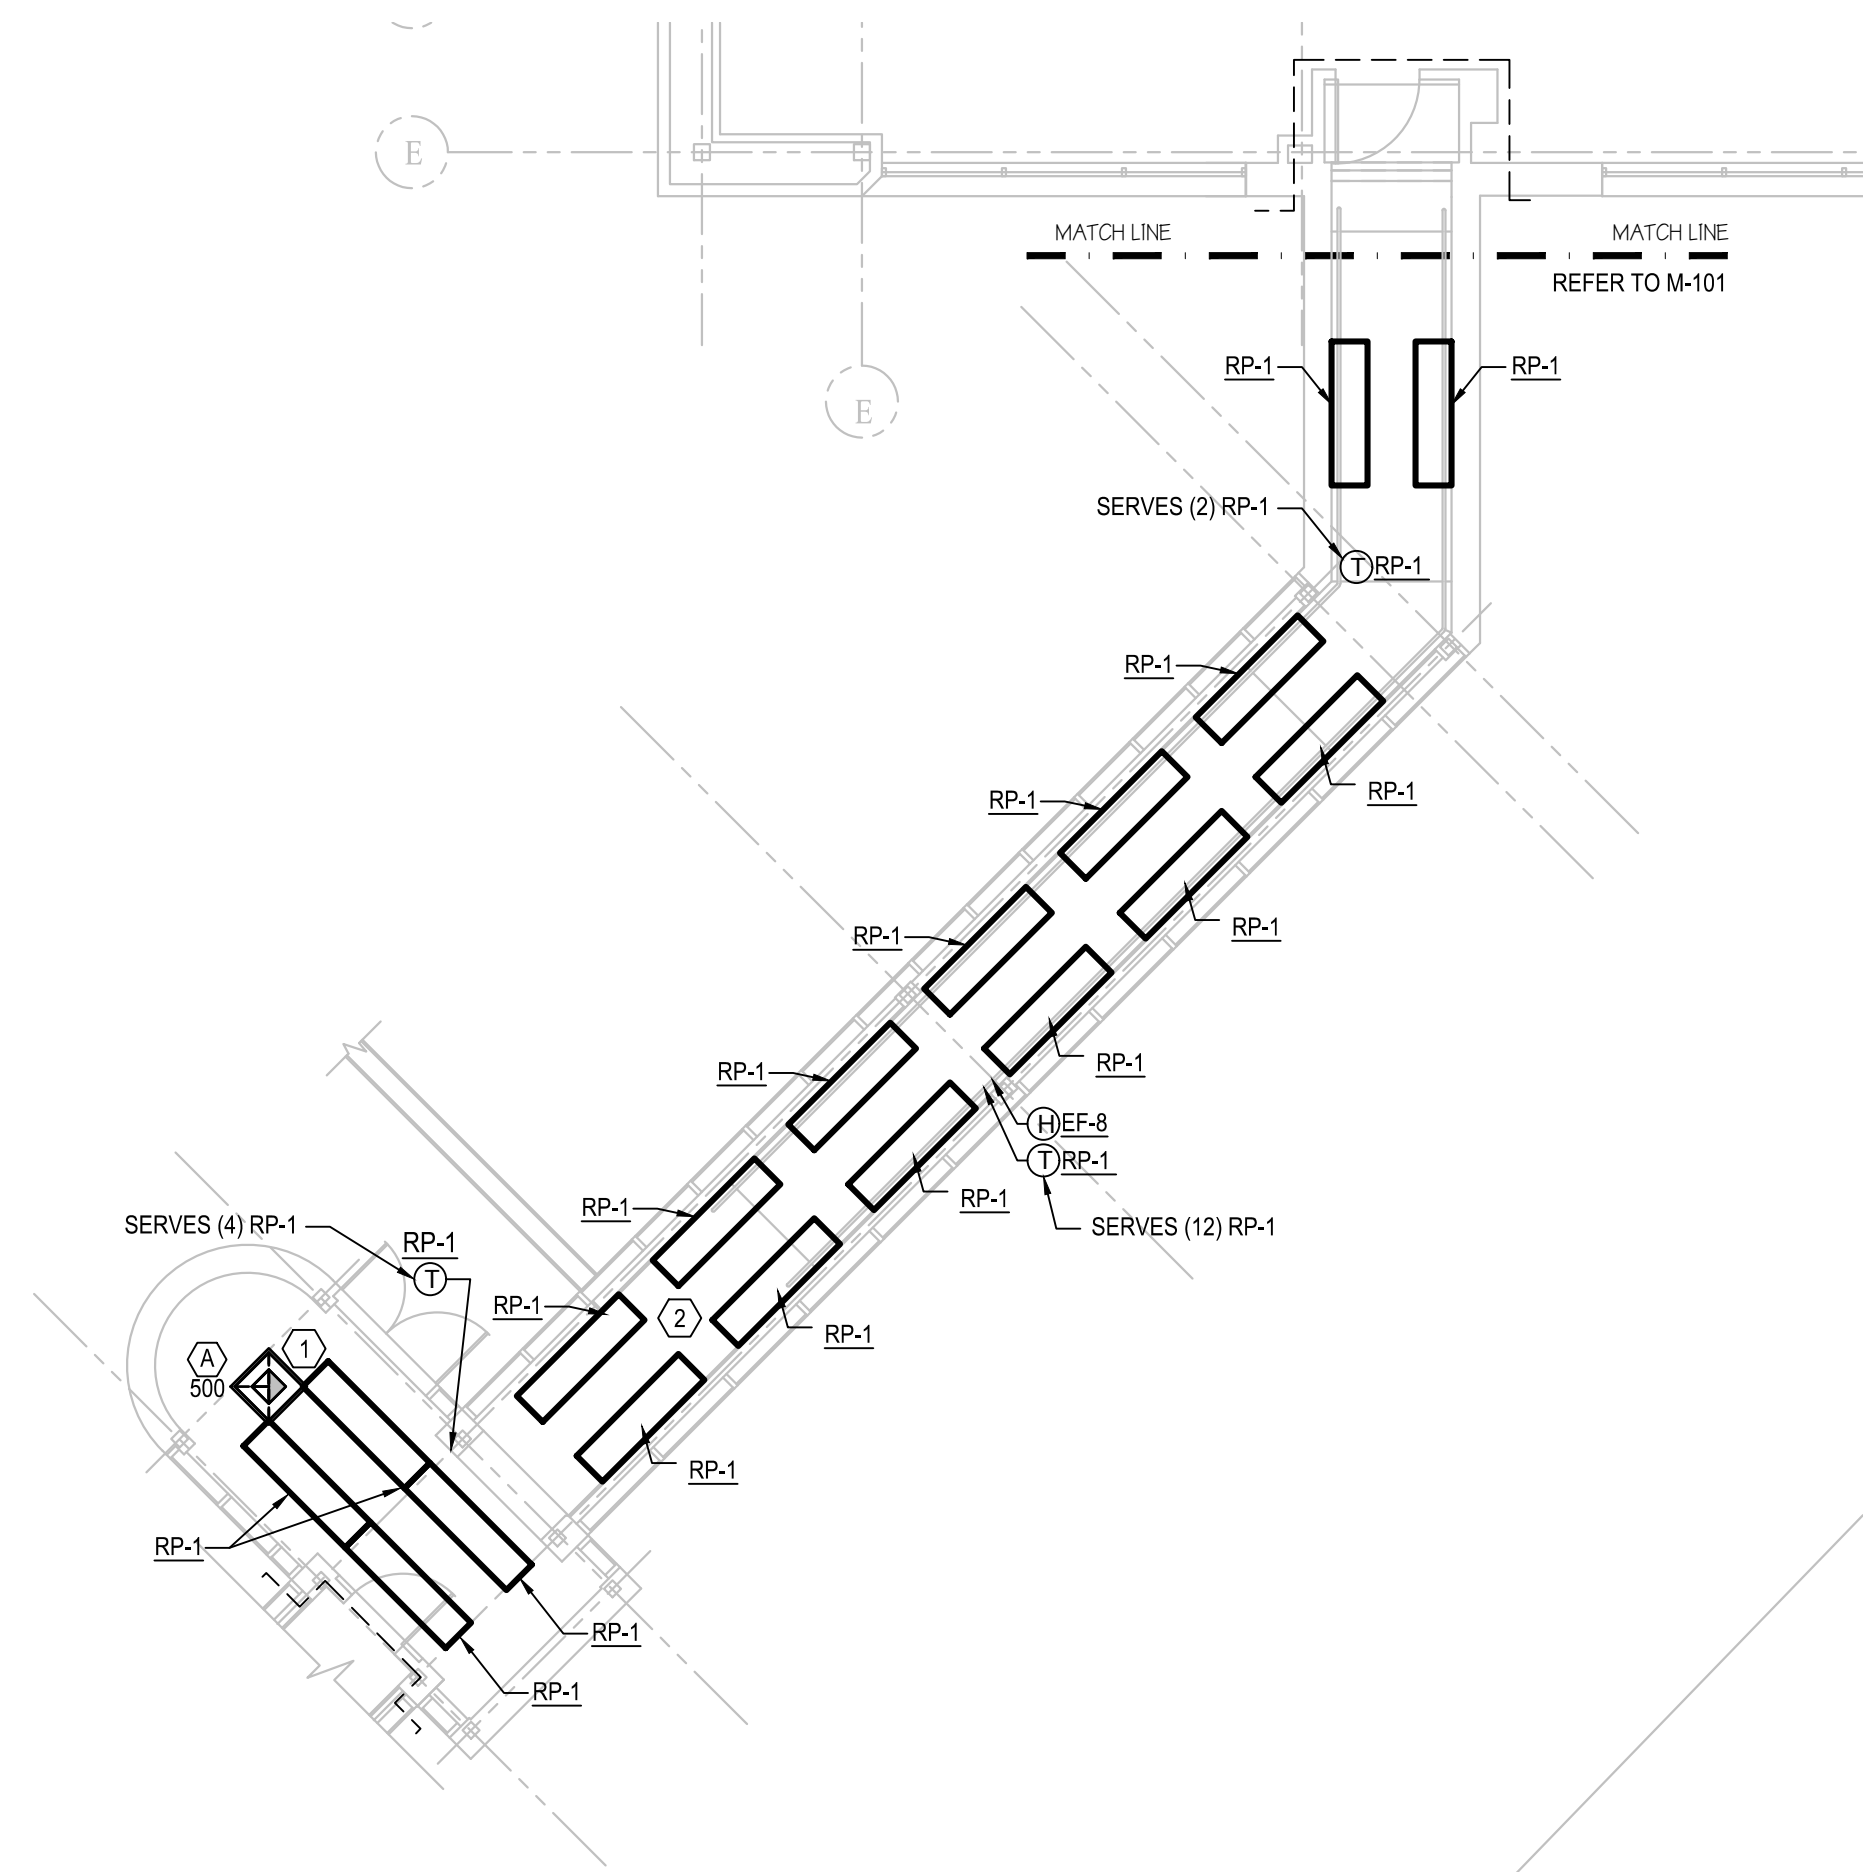 E
MATCH LINE
MATCH LINE
REFER TO M-101
RP-1
RP-1
E
SERVES (2) RP-1
T RP-1
RP-1
RP-1
RP-1
RP-1
RP-1
RP-1
RP-1
H EF-8
T RP-1
RP-1
RP-1
SERVES (12) RP-1
SERVES (4) RP-1
RP-1
T
RP-1
2
RP-1
1
A
500
RP-1
RP-1
RP-1
RP-1